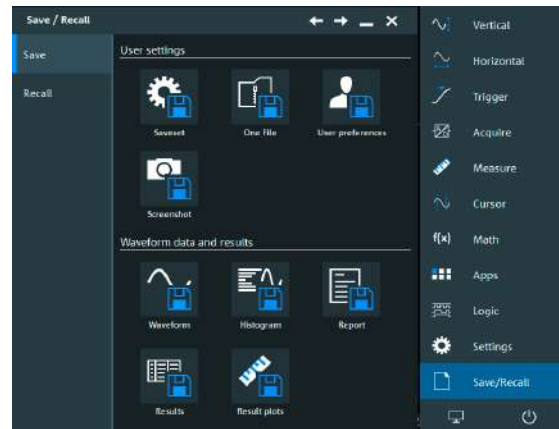 Save / Recall
Save
Recall
User settings
Saveset
One File
User preferences
Screenshot
Waveform data and results
Waveform
Histogram
Report
Results
Result plots
Vertical
Horizontal
Trigger
Acquire
Measure
Cursor
f(x) Math
Apps
Logic
Settings
Save/Recall